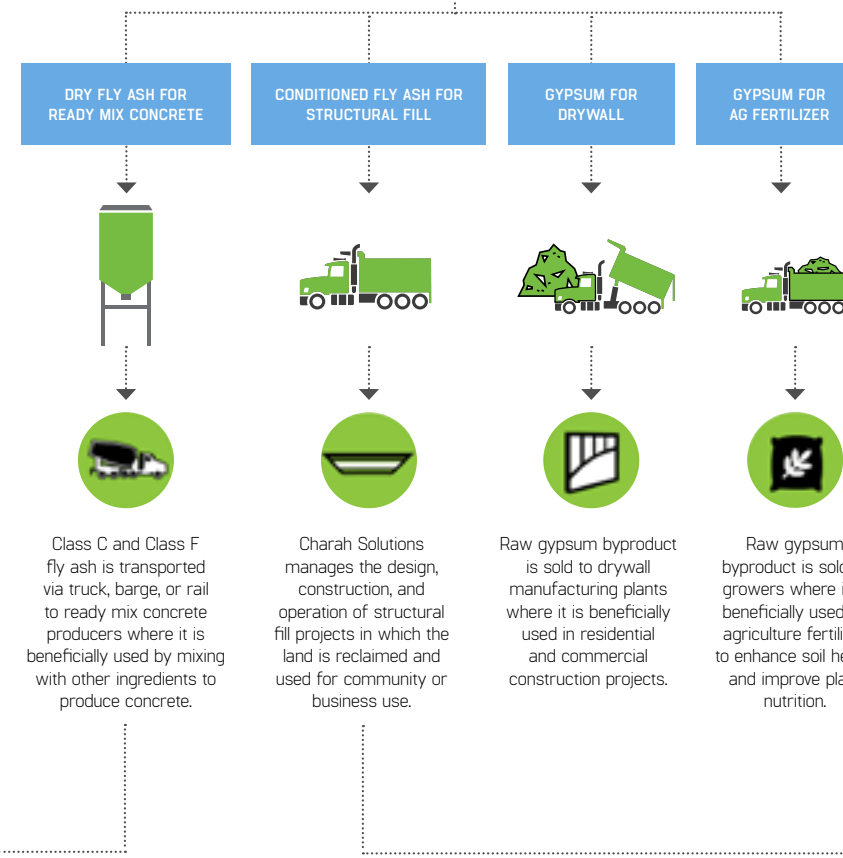 DRY FLY ASH FOR
READY MIX CONCRETE
CONDITIONED FLY ASH FOR
STRUCTURAL FILL
GYPSUM FOR
DRYWALL
GYPSUM FOR
AG FERTILIZER
Class C and Class F
fly ash is transported
via truck, barge, or rail
to ready mix concrete
producers where it is
beneficially used by mixing
with other ingredients to
produce concrete.
Charah Solutions
manages the design,
construction, and
operation of structural
fill projects in which the
land is reclaimed and
used for community or
business use.
Raw gypsum byproduct
is sold to drywall
manufacturing plants
where it is beneficially
used in residential
and commercial
construction projects.
Raw gypsum
byproduct is
growers where
beneficially used
agriculture
to enhance soil
and improve
nutrition.